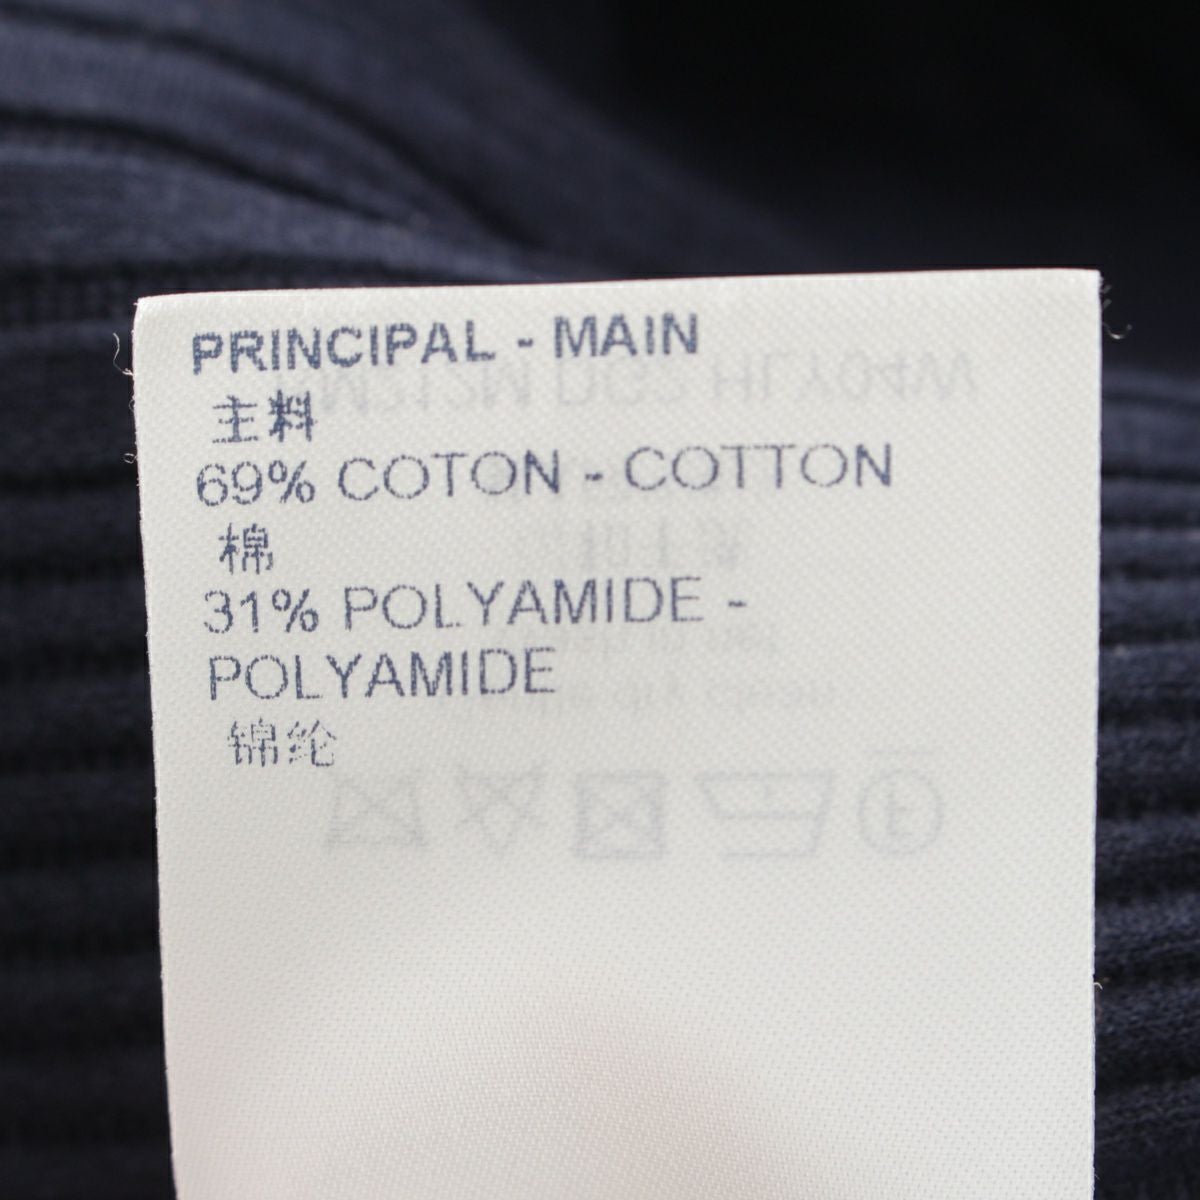 PRINCIPAL - MAIN
主料
69% COTON - COTTON
棉
31% POLYAMIDE -
POLYAMIDE
锦纶